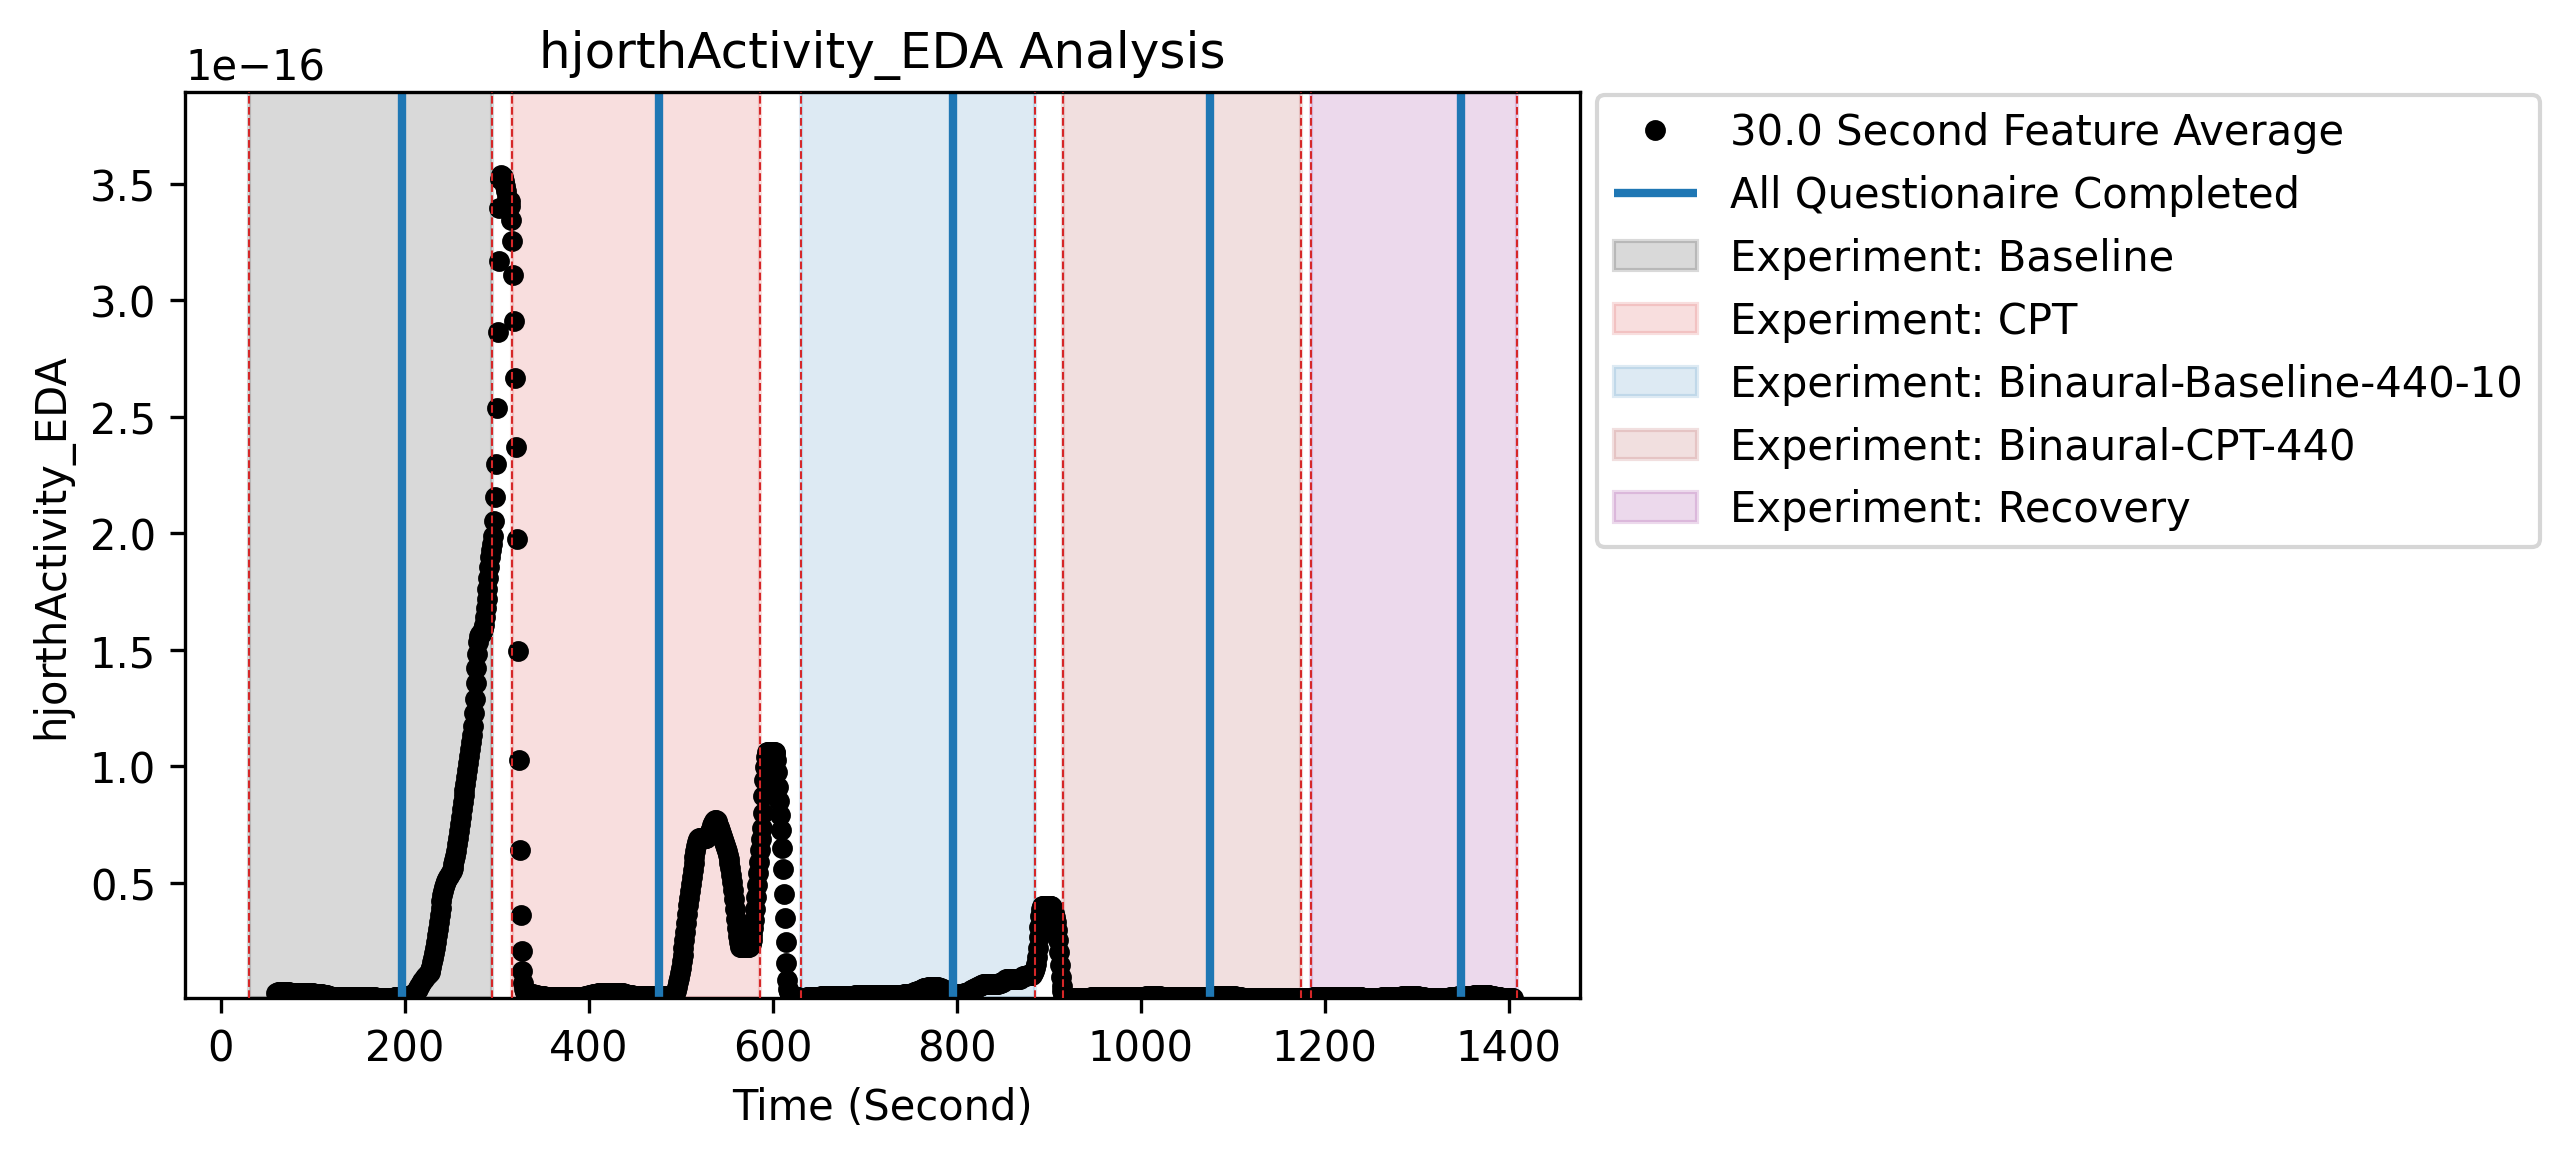 hjorthActivity_EDA Analysis
1e−16
3.5
3.0
2.5
2.0
1.5
1.0
0.5
hjorthActivity_EDA
0 200 400 600 800 1000 1200 1400
Time (Second)
30.0 Second Feature Average
All Questionaire Completed
Experiment: Baseline
Experiment: CPT
Experiment: Binaural-Baseline-440-10
Experiment: Binaural-CPT-440
Experiment: Recovery